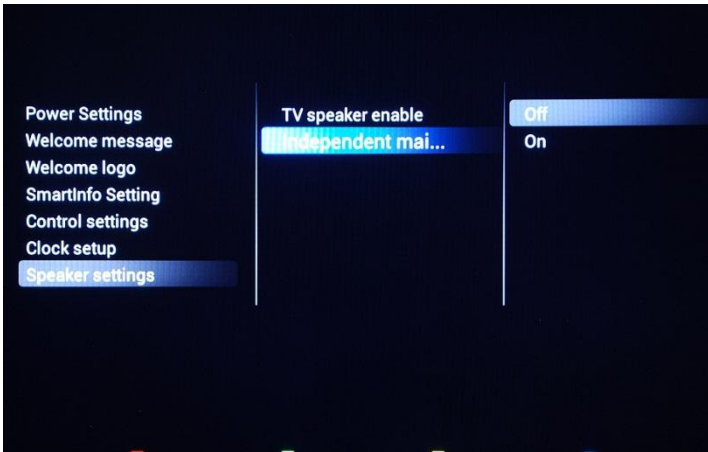 Power Settings
Welcome message
Welcome logo
SmartInfo Setting
Control settings
Clock setup
Speaker settings
TV speaker enable
Independent mai...
Off
On